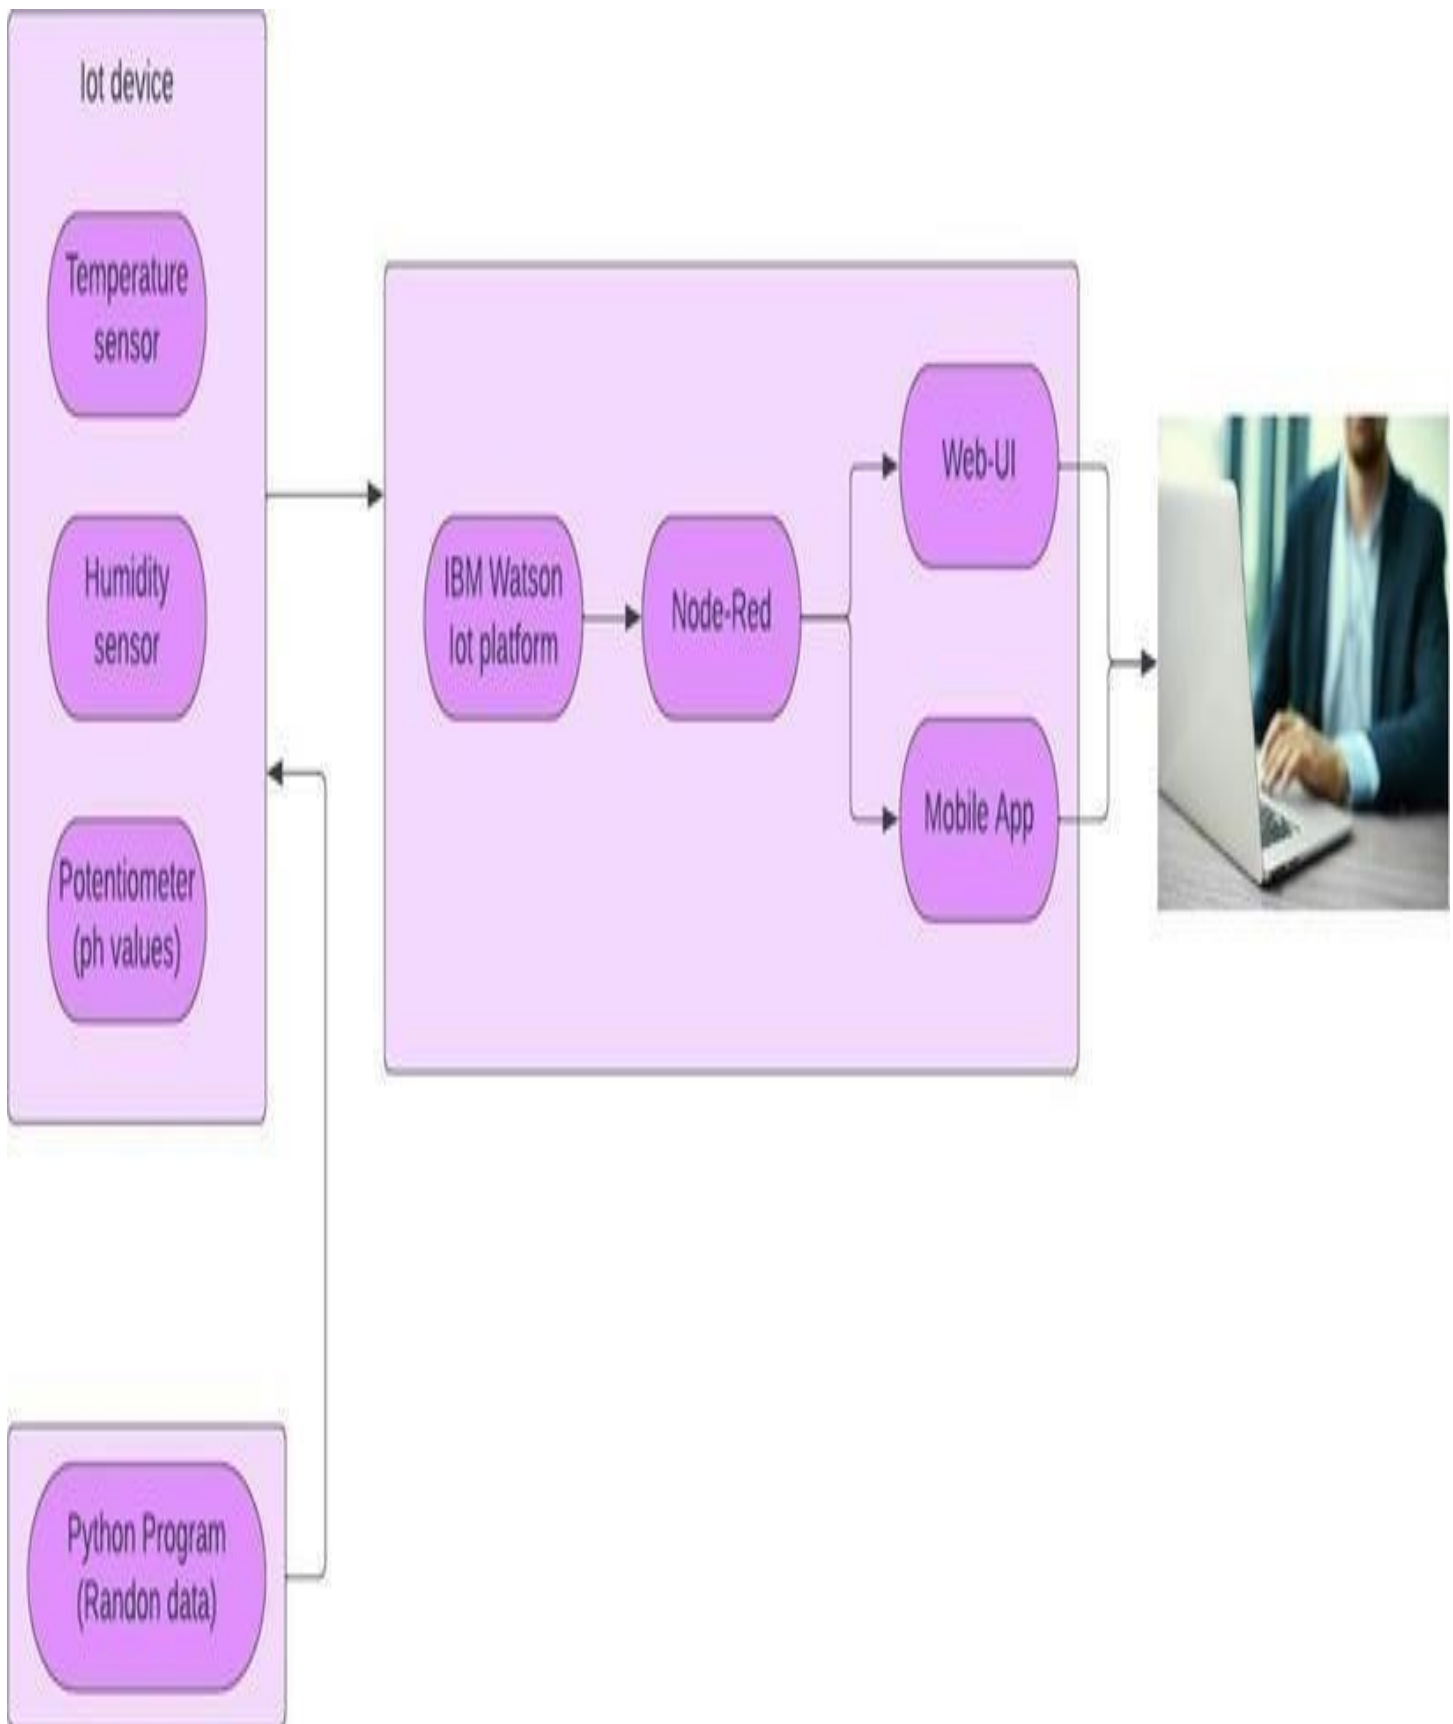 Iot device
Temperature
sensor
Humidity
sensor
Potentiometer
(ph values)
IBM Watson
Iot platform
Node-Red
Web-UI
Mobile App
Python Program
(Randon data)